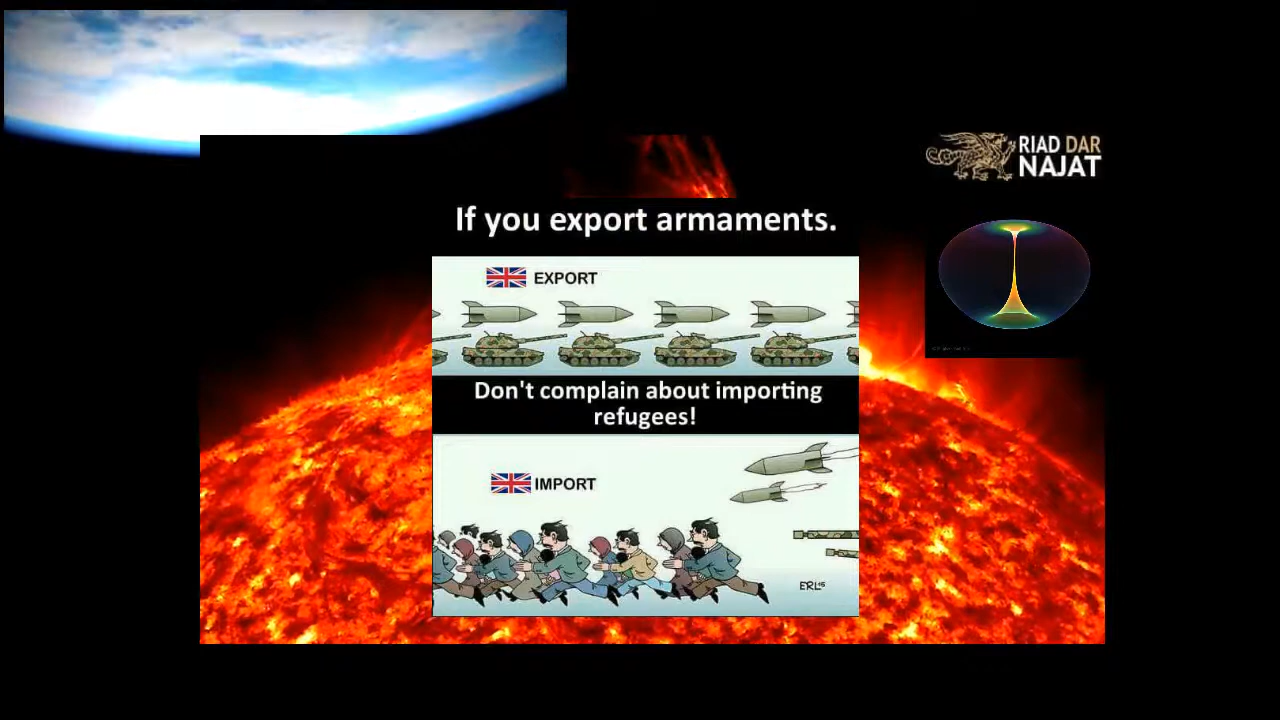 RIAD DAR
NAJAT
If you export armaments.
EXPORT
Don't complain about importing
refugees!
IMPORT
ERL